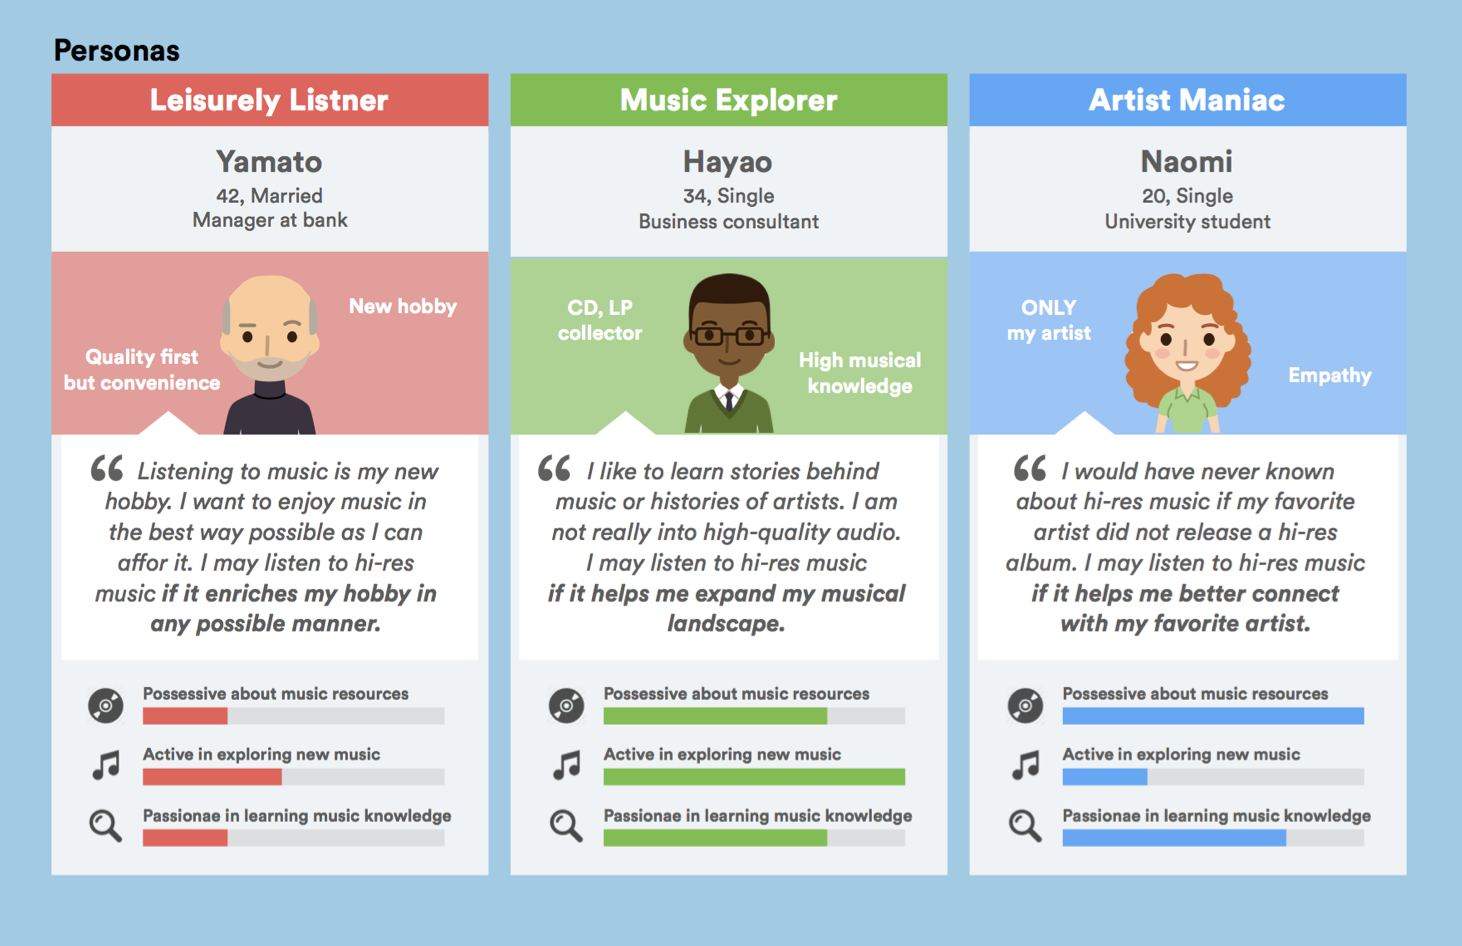 Personas
Leisurely Listner
Yamato
42, Married
Manager at bank
New hobby
Quality first
but convenience
“ Listening to music is my new
hobby. I want to enjoy music in
the best way possible as I can
affor it. I may listen to hi-res
music if it enriches my hobby in
any possible manner.
Possessive about music resources
Active in exploring new music
Passionae in learning music knowledge
Music Explorer
Hayao
34, Single
Business consultant
CD, LP
collector
High musical
knowledge
“ I like to learn stories behind
music or histories of artists. I am
not really into high-quality audio.
I may listen to hi-res music
if it helps me expand my musical
landscape.
Possessive about music resources
Active in exploring new music
Passionae in learning music knowledge
Artist Maniac
Naomi
20, Single
University student
ONLY
my artist
Empathy
“ I would have never known
about hi-res music if my favorite
artist did not release a hi-res
album. I may listen to hi-res music
if it helps me better connect
with my favorite artist.
Possessive about music resources
Active in exploring new music
Passionae in learning music knowledge